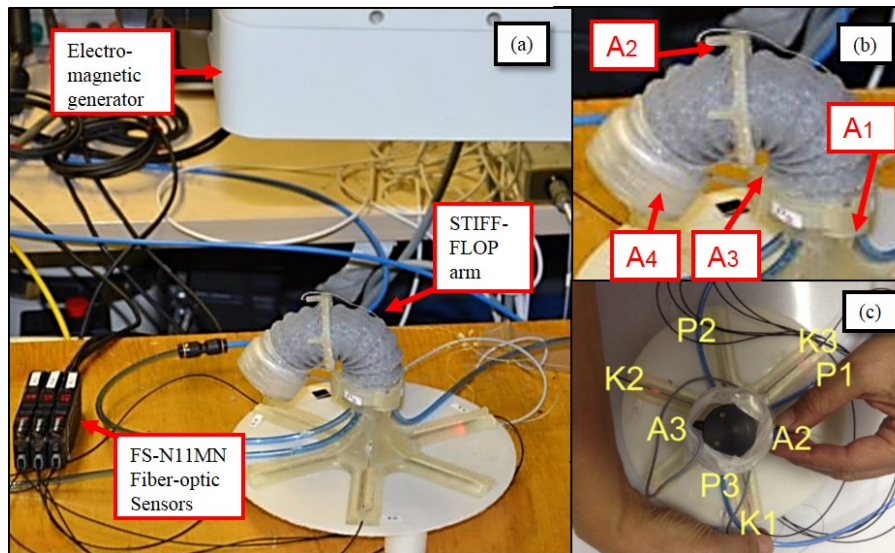 Electro-
magnetic
generator
(a)
STIFF-
FLOP
arm
FS-N11MN
Fiber-optic
Sensors
(b)
A2
A1
A4
A3
(c)
P2
K3
K2
P1
A3
A2
P3
K1